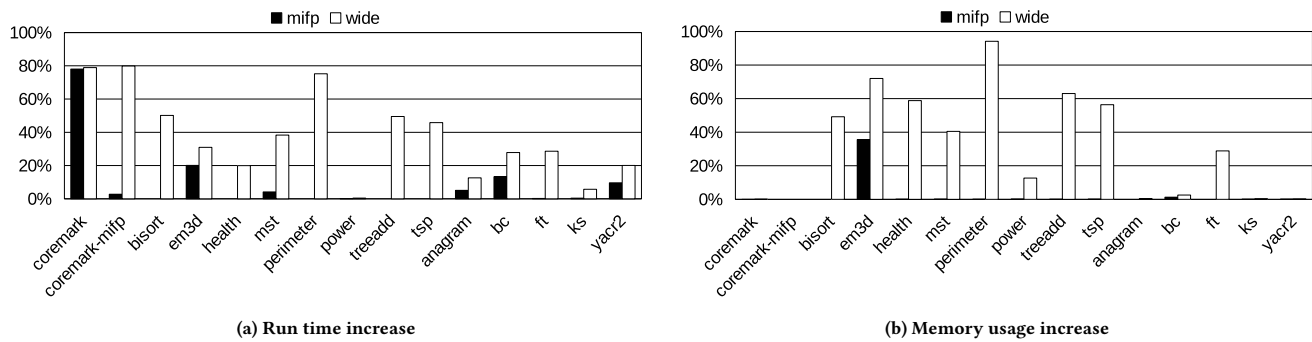 mifp wide
100%
80%
60%
40%
20%
0%
coremark
coremark-mifp
bisort
em3d
health
mst
perimeter
power
treeadd
tsp
anagram
bc
ft
ks
yacr2
(a) Run time increase
mifp wide
100%
80%
60%
40%
20%
0%
coremark
coremark-mifp
bisort
em3d
health
mst
perimeter
power
treeadd
tsp
anagram
bc
ft
ks
yacr2
(b) Memory usage increase